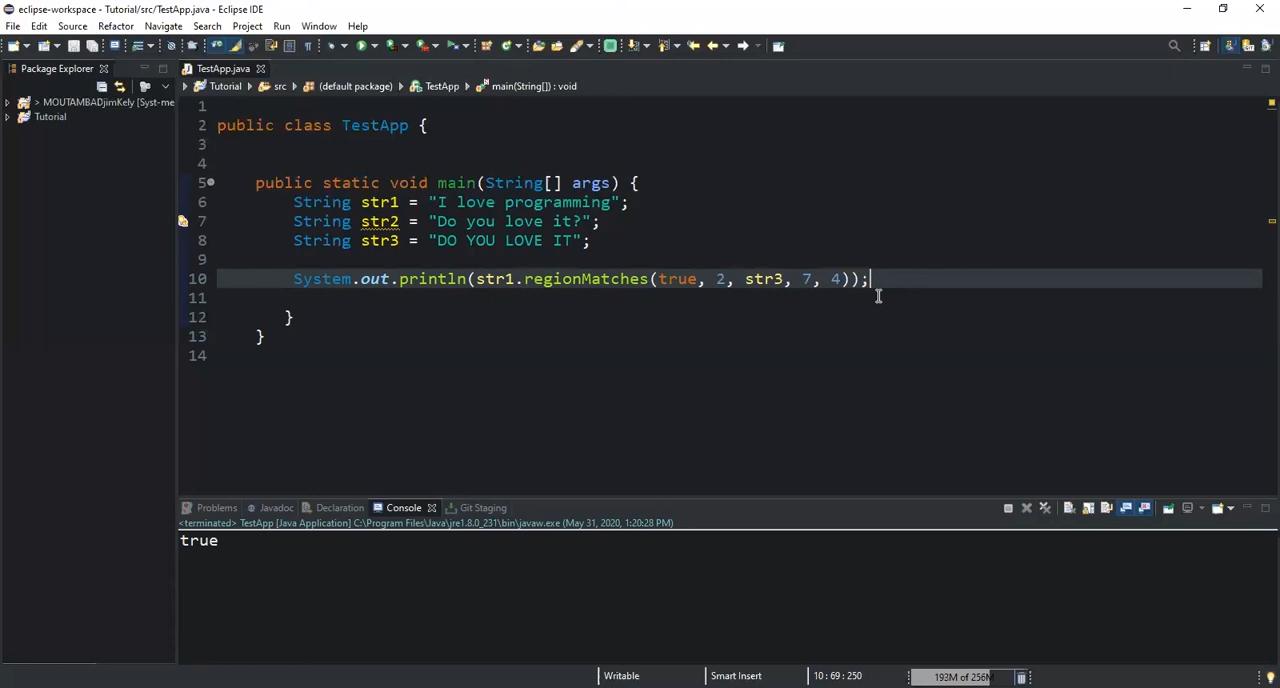 eclipse-workspace - Tutorial/src/TestApp.java - Eclipse IDE
File Edit Source Refactor Navigate Search Project Run Window Help
Package Explorer
> MOUTAMBADjimKely [Syst-me
Tutorial
TestApp.java
Tutorial src (default package) TestApp main(String[]) : void
1
2 public class TestApp {
3
4
5 public static void main(String[] args) {
6 String str1 = "I love programming";
7 String str2 = "Do you love it?";
8 String str3 = "DO YOU LOVE IT";
9
10 System.out.println(str1.regionMatches(true, 2, str3, 7, 4));
11
12 }
13 }
14
Problems Javadoc Declaration Console Git Staging
<terminated> TestApp [Java Application] C:\Program Files\Java\jre1.8.0_231\bin\javaw.exe (May 31, 2020, 1:20:28 PM)
true
Writable Smart Insert 10 : 69 : 250 193M of 256M